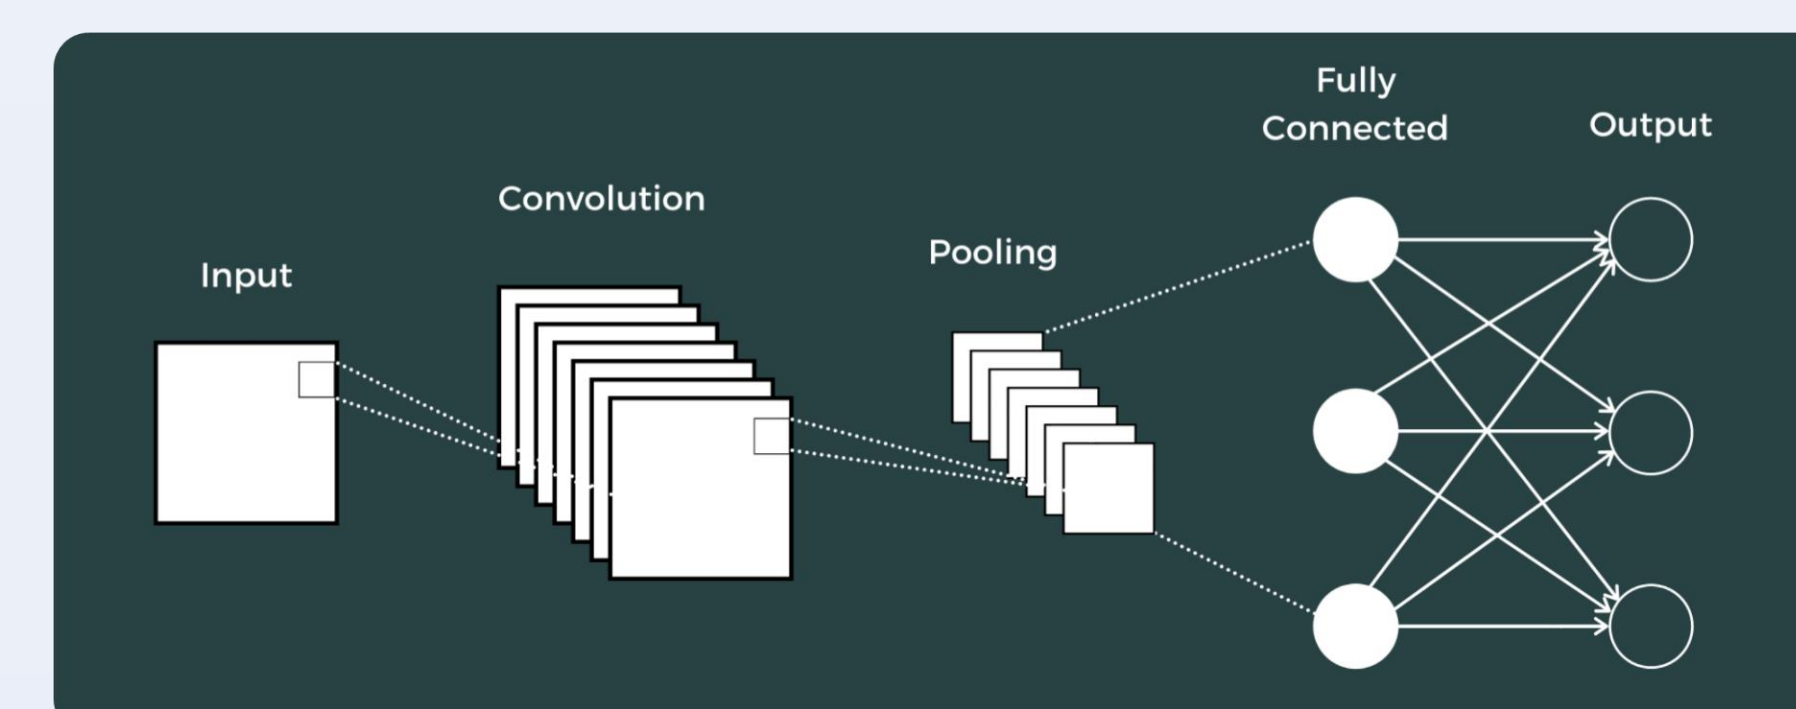 Input
Convolution
Pooling
Fully
Connected
Output